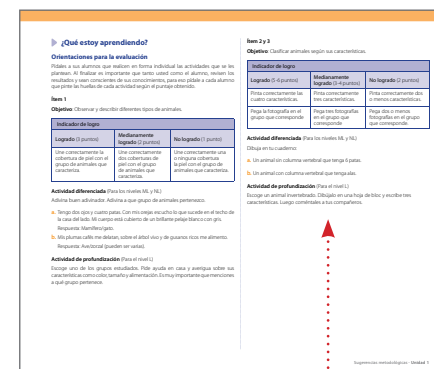 ¿Qué estoy aprendiendo?
Orientaciones para la evaluación
Pídales a sus alumnos que realicen en forma individual las actividades que se les
plantean. Al finalizar es importante que tanto usted como el alumno, revisen los
resultados y sean conscientes de sus conocimientos, para eso pídale a cada alumno
que pinte las huellas de cada actividad según el puntaje obtenido.
Ítem 1
Objetivo: Observar y describir diferentes tipos de animales.
Indicador de logro
Logrado (3 puntos)
Medianamente
logrado (2 puntos)
No logrado (1 punto)
Une correctamente la
cobertura de piel con el
grupo de animales que
caracteriza.
Une correctamente
dos coberturas de
piel con el grupo
de animales que
caracteriza.
Une correctamente una
o ninguna cobertura
la piel con el grupo de
animales que caracteriza.
Actividad diferenciada (Para los niveles ML y NL)
Adivina buen adivinador. Adivina a que grupo de animales pertenezco.
a. Tengo dos ojos y cuatro patas. Con mis orejas escucho lo que sucede en el techo de
la casa del lado. Mi cuerpo está cubierto de un brillante pelaje blanco o con gris.
Respuesta: Mamífero/gato.
b. Mis plumas cafés me delatan, sobre el árbol vivo y de gusanos ricos me alimento.
Respuesta: Ave/zorzal (pueden ser varias).
Actividad de profundización (Para el nivel L)
Escoge uno de los grupos estudiados. Pide ayuda en casa y averigua sobre sus
características como color, tamaño y alimentación. Es muy importante que menciones
a qué grupo pertenece.
Ítem 2 y 3
Objetivo: Clasificar animales según sus características.
Indicador de logro
Logrado (5-6 puntos)
Medianamente
logrado (3-4 puntos)
No logrado (2 puntos)
Pinta correctamente las
cuatro características.
Pinta correctamente
tres características.
Pinta correctamente dos
o menos características.
Pega la fotografía en el
grupo que corresponde
Pega tres fotografías
en el grupo que
corresponde
Pega dos o menos
fotografías en el grupo
que corresponde
Actividad diferenciada (Para los niveles ML y NL)
Dibuja en tu cuaderno:
a. Un animal sin columna vertebral que tenga 6 patas.
b. Un animal con columna vertebral que tenga alas.
Actividad de profundización (Para el nivel L)
Escoge un animal invertebrado. Dibújalo en una hoja de bloc y escribe tres
características. Luego coméntales a tus compañeros.
Sugerencias metodológicas - Unidad 1